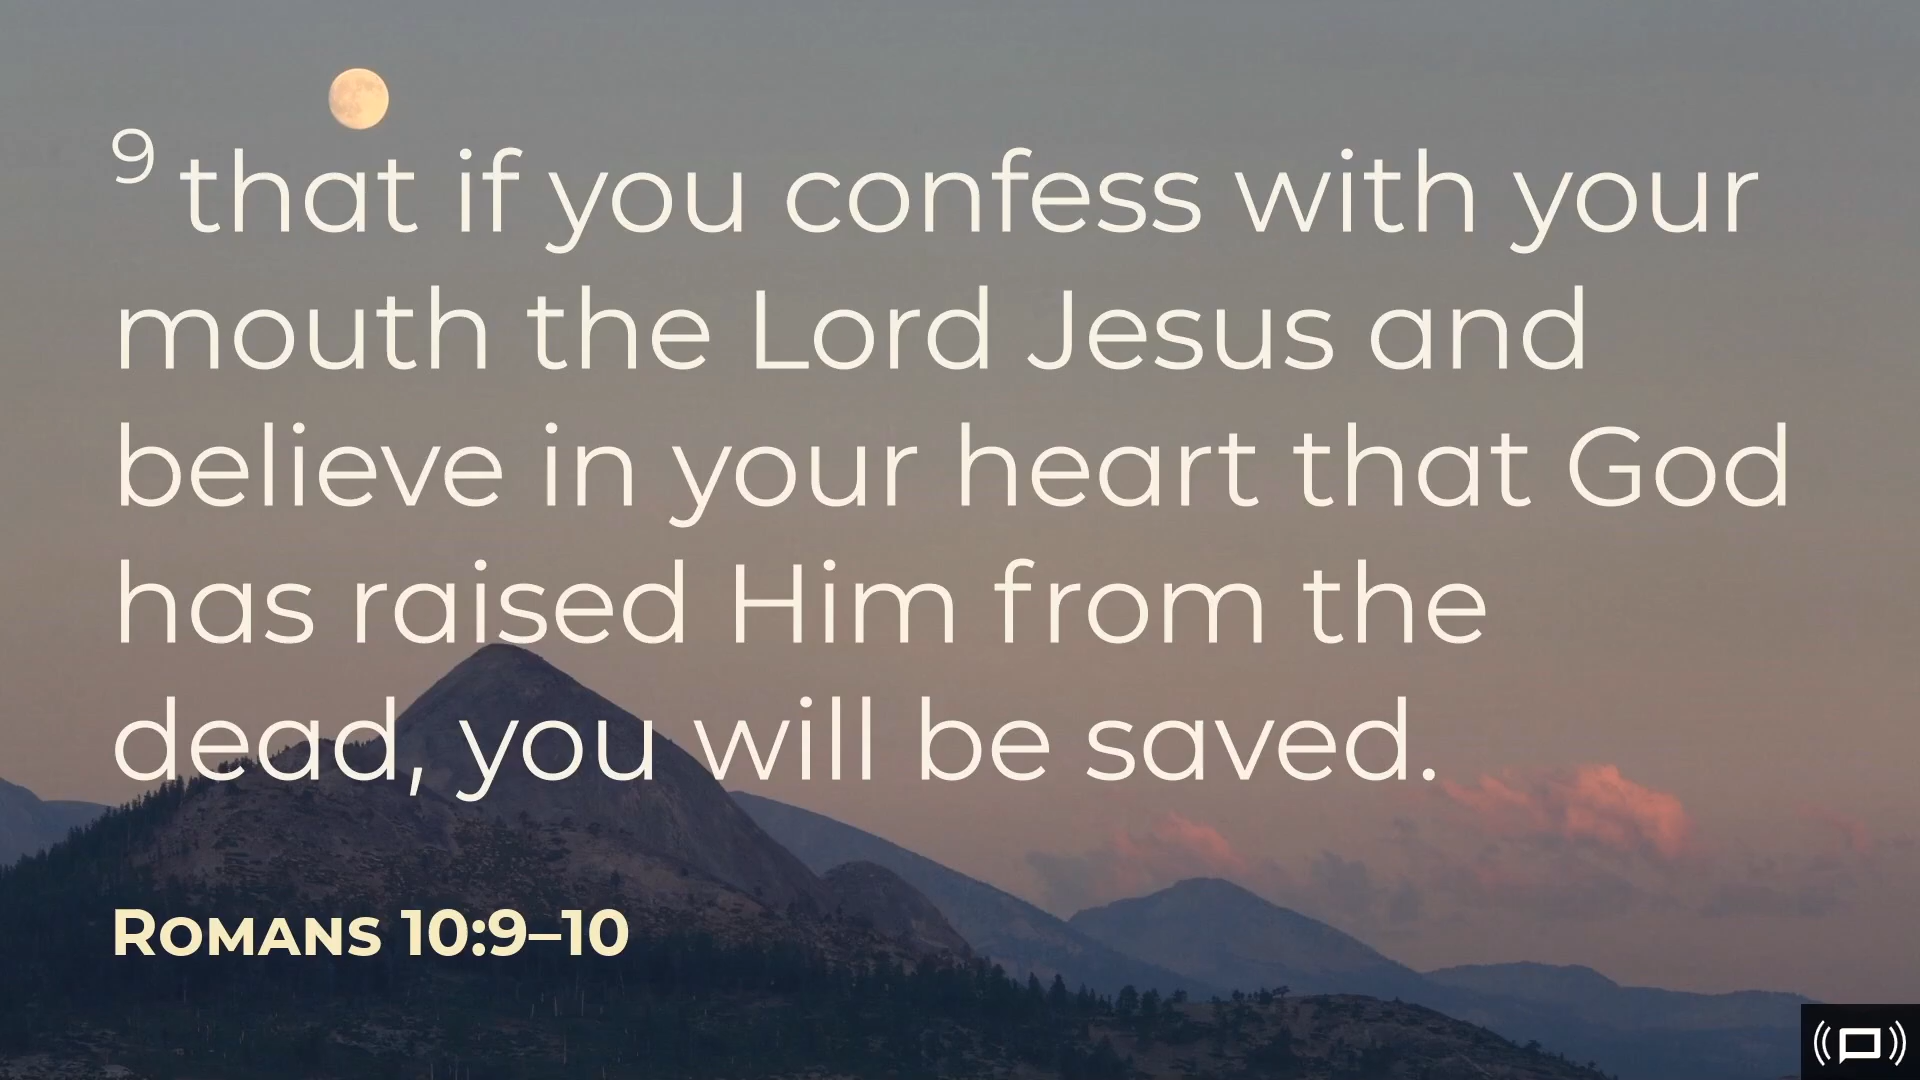 9 that if you confess with your
mouth the Lord Jesus and
believe in your heart that God
has raised Him from the
dead, you will be saved.
Romans 10:9–10